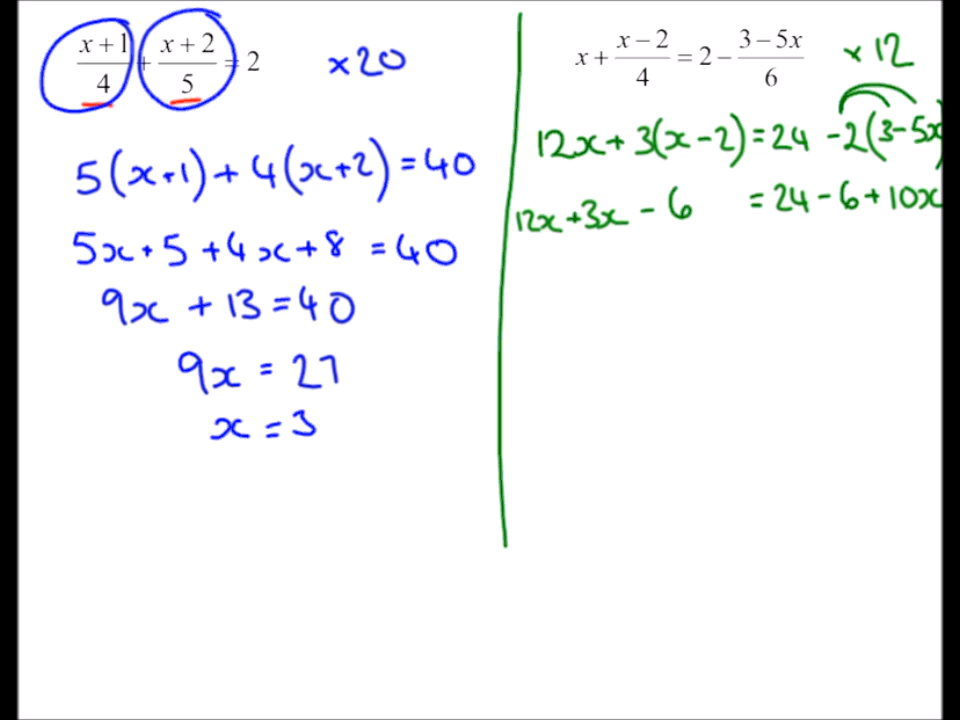 (x + 1)/4 + (x + 2)/5 = 2 ×20
5(x+1) + 4(x+2) = 40
5x + 5 + 4x + 8 = 40
9x + 13 = 40
9x = 27
x = 3
x + (x − 2)/4 = 2 − (3 − 5x)/6 ×12
12x + 3(x − 2) = 24 − 2(3 − 5x)
12x + 3x − 6 = 24 − 6 + 10x